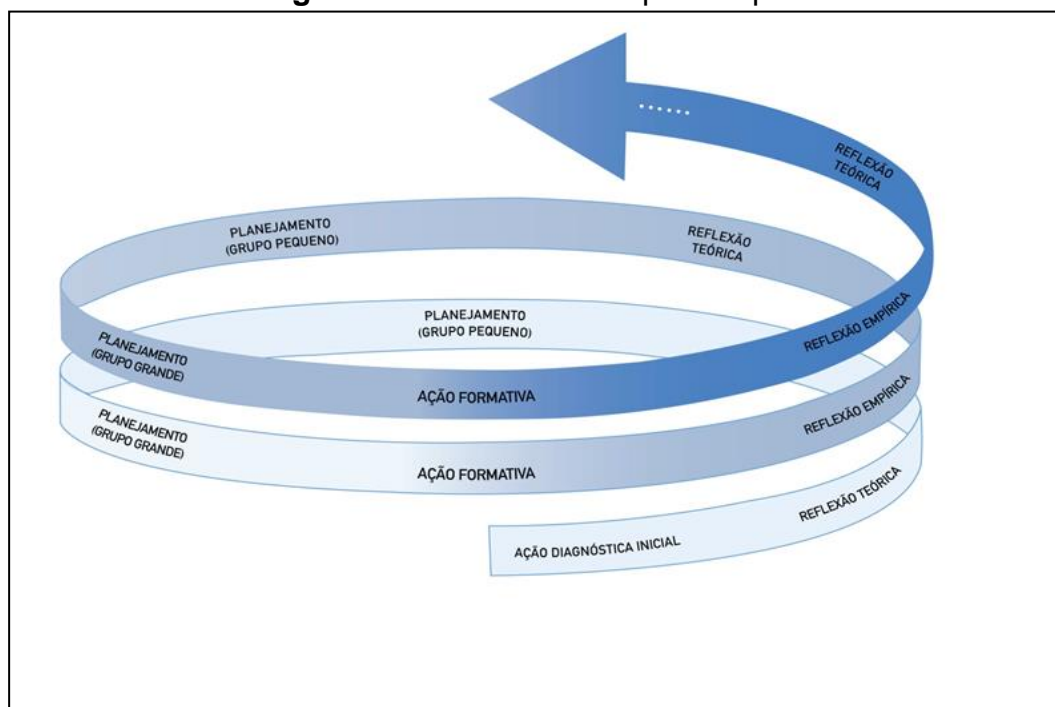 ......
REFLEXÃO
TEÓRICA
PLANEJAMENTO
(GRUPO PEQUENO)
REFLEXÃO
TEÓRICA
PLANEJAMENTO
(GRUPO PEQUENO)
REFLEXÃO EMPÍRICA
PLANEJAMENTO
(GRUPO GRANDE)
AÇÃO FORMATIVA
REFLEXÃO EMPÍRICA
PLANEJAMENTO
(GRUPO GRANDE)
AÇÃO FORMATIVA
REFLEXÃO TEÓRICA
AÇÃO DIAGNÓSTICA INICIAL